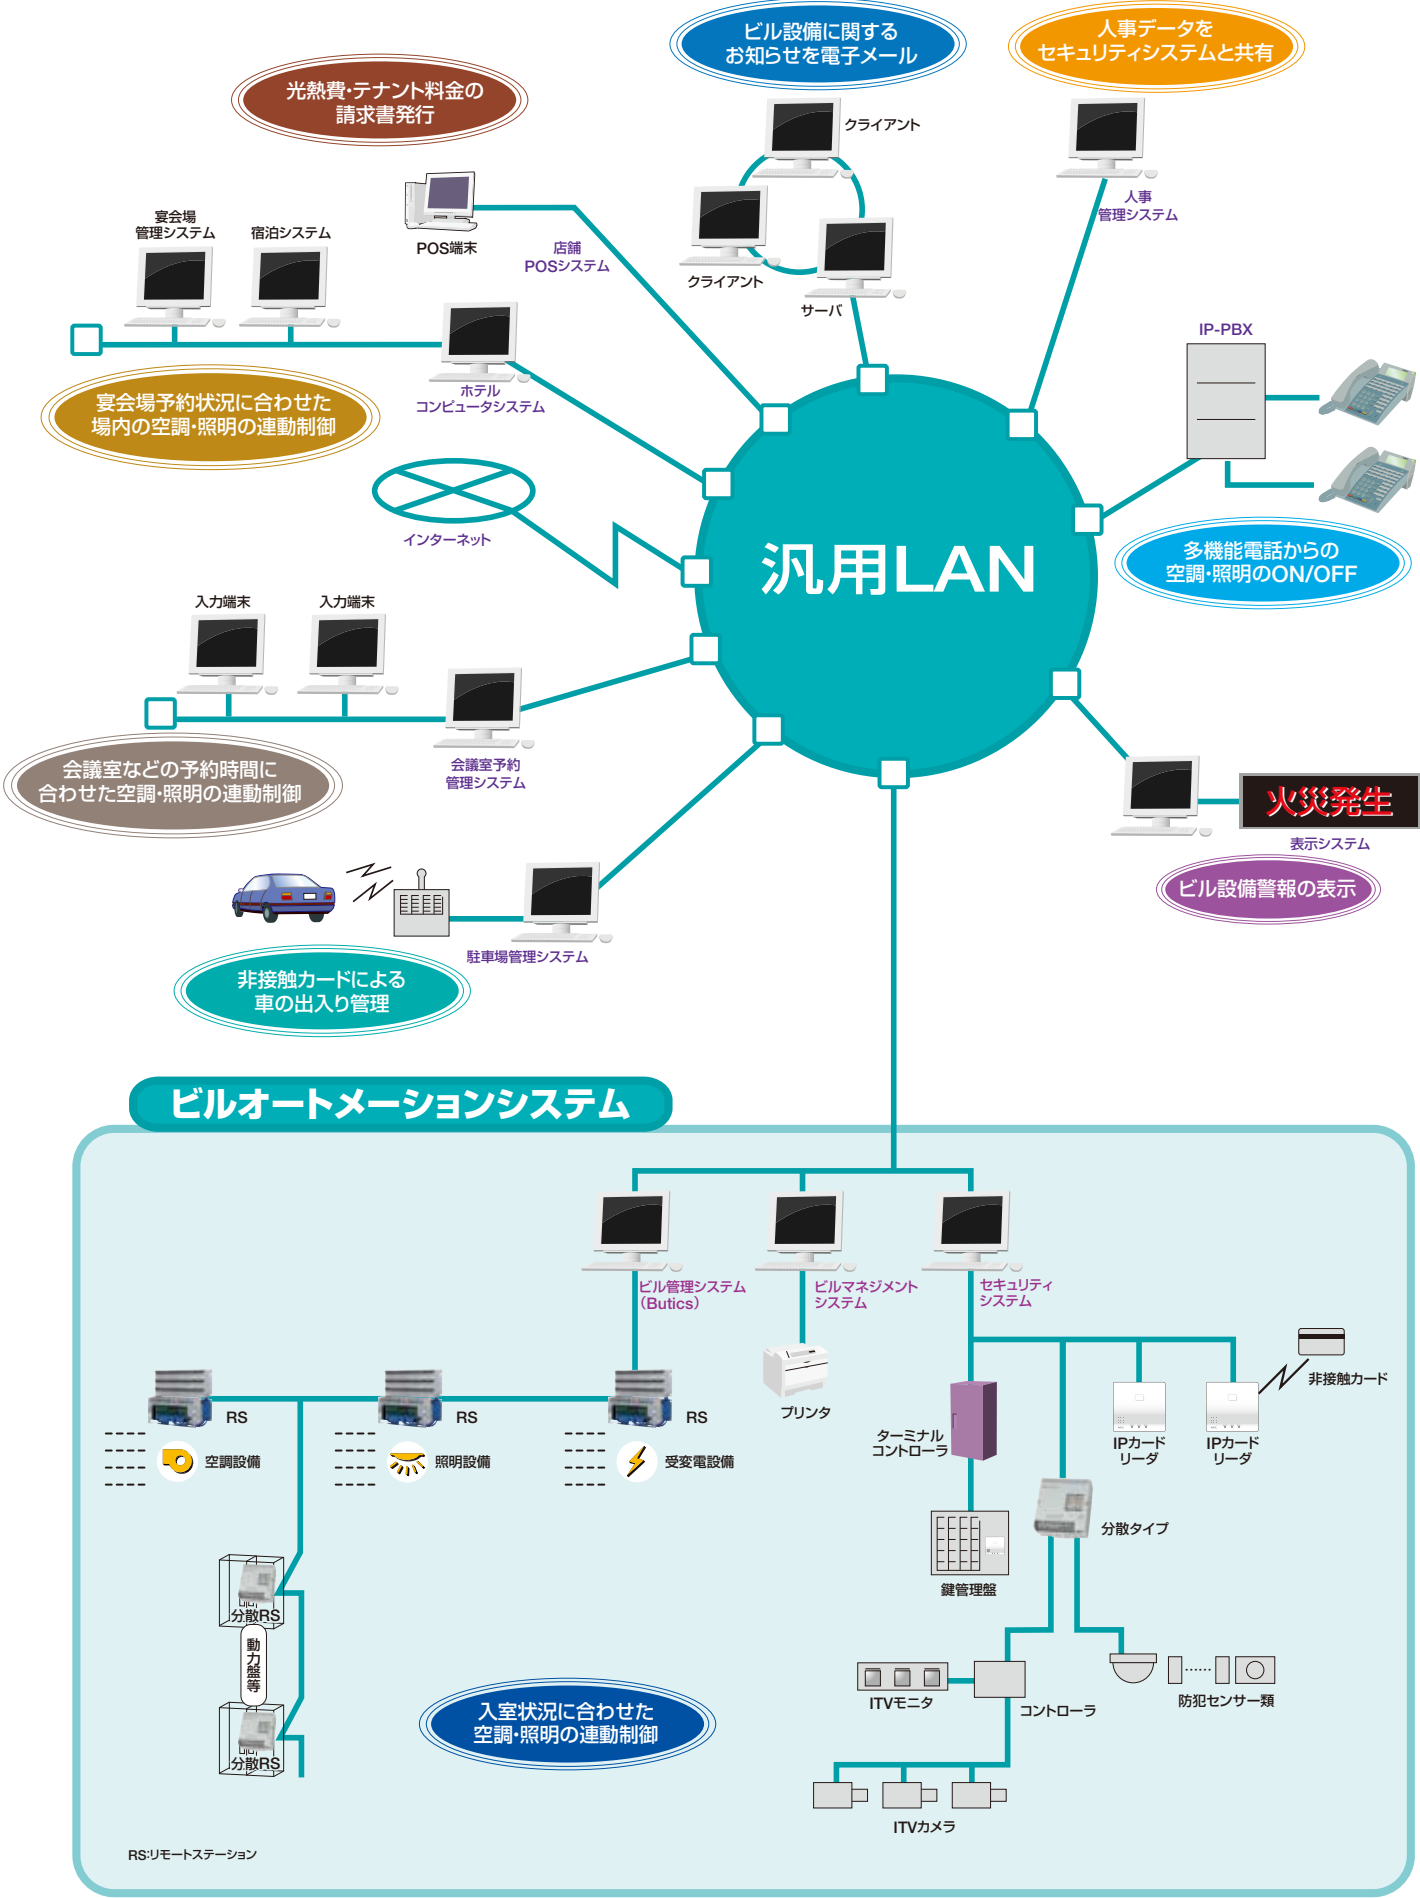 ビル設備に関する
お知らせを電子メール
人事データを
セキュリティシステムと共有
光熱費・テナント料金の
請求書発行
クライアント
クライアント
サーバ
人事
管理システム
POS端末
店舗
POSシステム
宴会場
管理システム
宿泊システム
ホテル
コンピュータシステム
宴会場予約状況に合わせた
場内の空調・照明の連動制御
IP-PBX
多機能電話からの
空調・照明のON/OFF
インターネット
汎用LAN
入力端末
入力端末
会議室予約
管理システム
会議室などの予約時間に
合わせた空調・照明の連動制御
火災発生
表示システム
ビル設備警報の表示
駐車場管理システム
非接触カードによる
車の出入り管理
ビルオートメーションシステム
ビル管理システム
（Butics）
ビルマネジメント
システム
セキュリティ
システム
RS
RS
RS
空調設備
照明設備
受変電設備
プリンタ
ターミナル
コントローラ
IPカード
リーダ
IPカード
リーダ
非接触カード
鍵管理盤
分散タイプ
分散RS
動力盤等
分散RS
入室状況に合わせた
空調・照明の連動制御
ITVモニタ
コントローラ
防犯センサー類
ITVカメラ
RS:リモートステーション